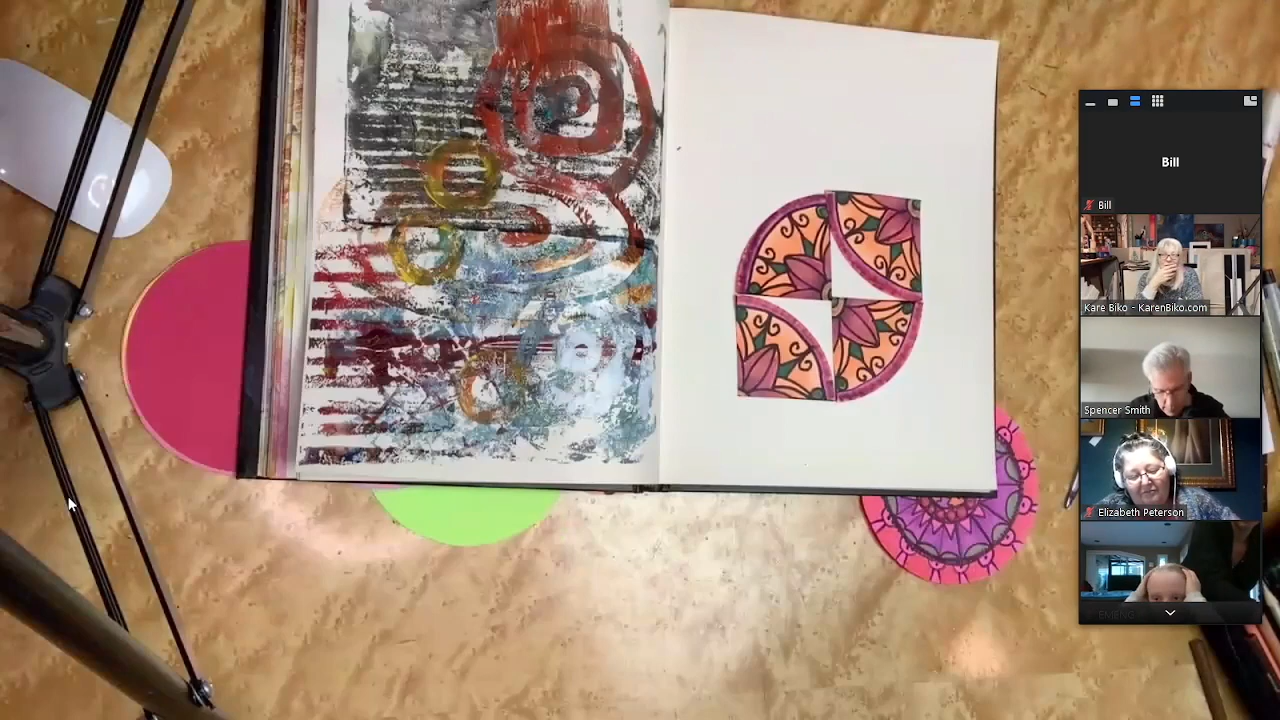 Bill
Bill
Kare Biko - KarenBiko.com
Spencer Smith
Elizabeth Peterson